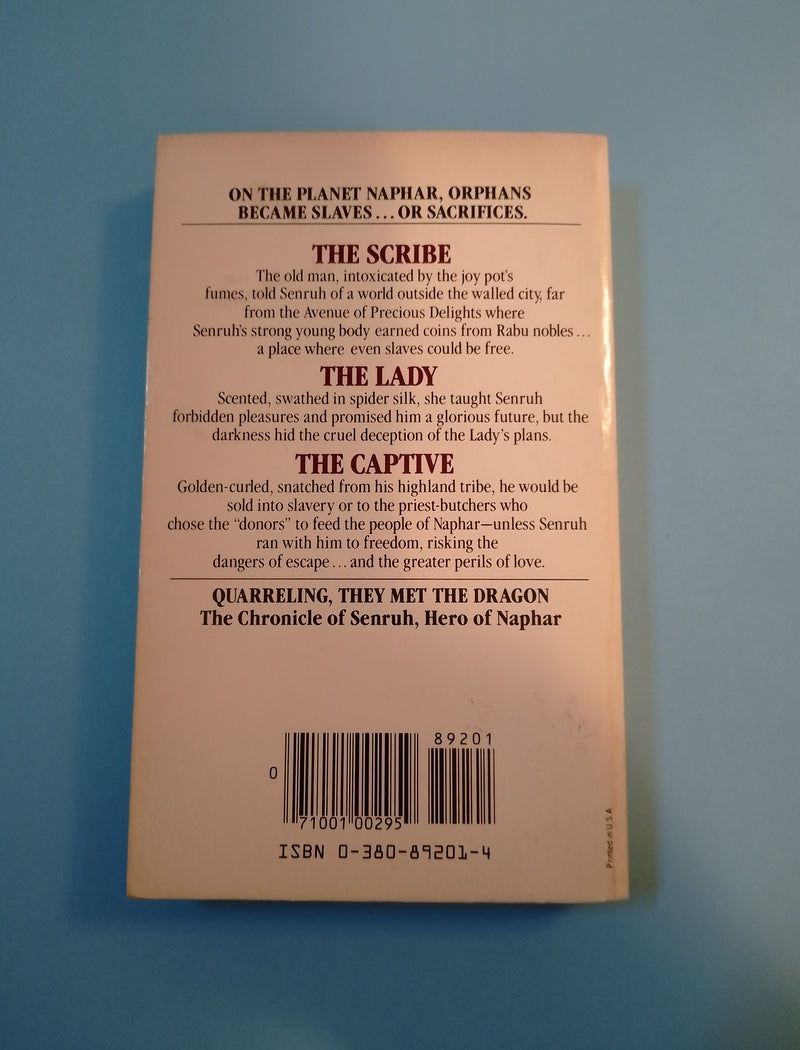 ON THE PLANET NAPHAR, ORPHANS
BECAME SLAVES...OR SACRIFICES.
THE SCRIBE
The old man, intoxicated by the joy pot's
fumes, told Senruh of a world outside the walled city, far
from the Avenue of Precious Delights where
Senruh's strong young body earned coins from Rabu nobles...
a place where even slaves could be free.
THE LADY
Scented, swathed in spider silk, she taught Senruh
forbidden pleasures and promised him a glorious future, but the
darkness hid the cruel deception of the Lady's plans.
THE CAPTIVE
Golden-curled, snatched from his highland tribe, he would be
sold into slavery or to the priest-butchers who
chose the “donors” to feed the people of Naphar—unless Senruh
ran with him to freedom, risking the
dangers of escape...and the greater perils of love.
QUARRELING, THEY MET THE DRAGON
The Chronicle of Senruh, Hero of Naphar
89201
0
71001 00295
ISBN 0-380-89201-4
Printed in U.S.A.